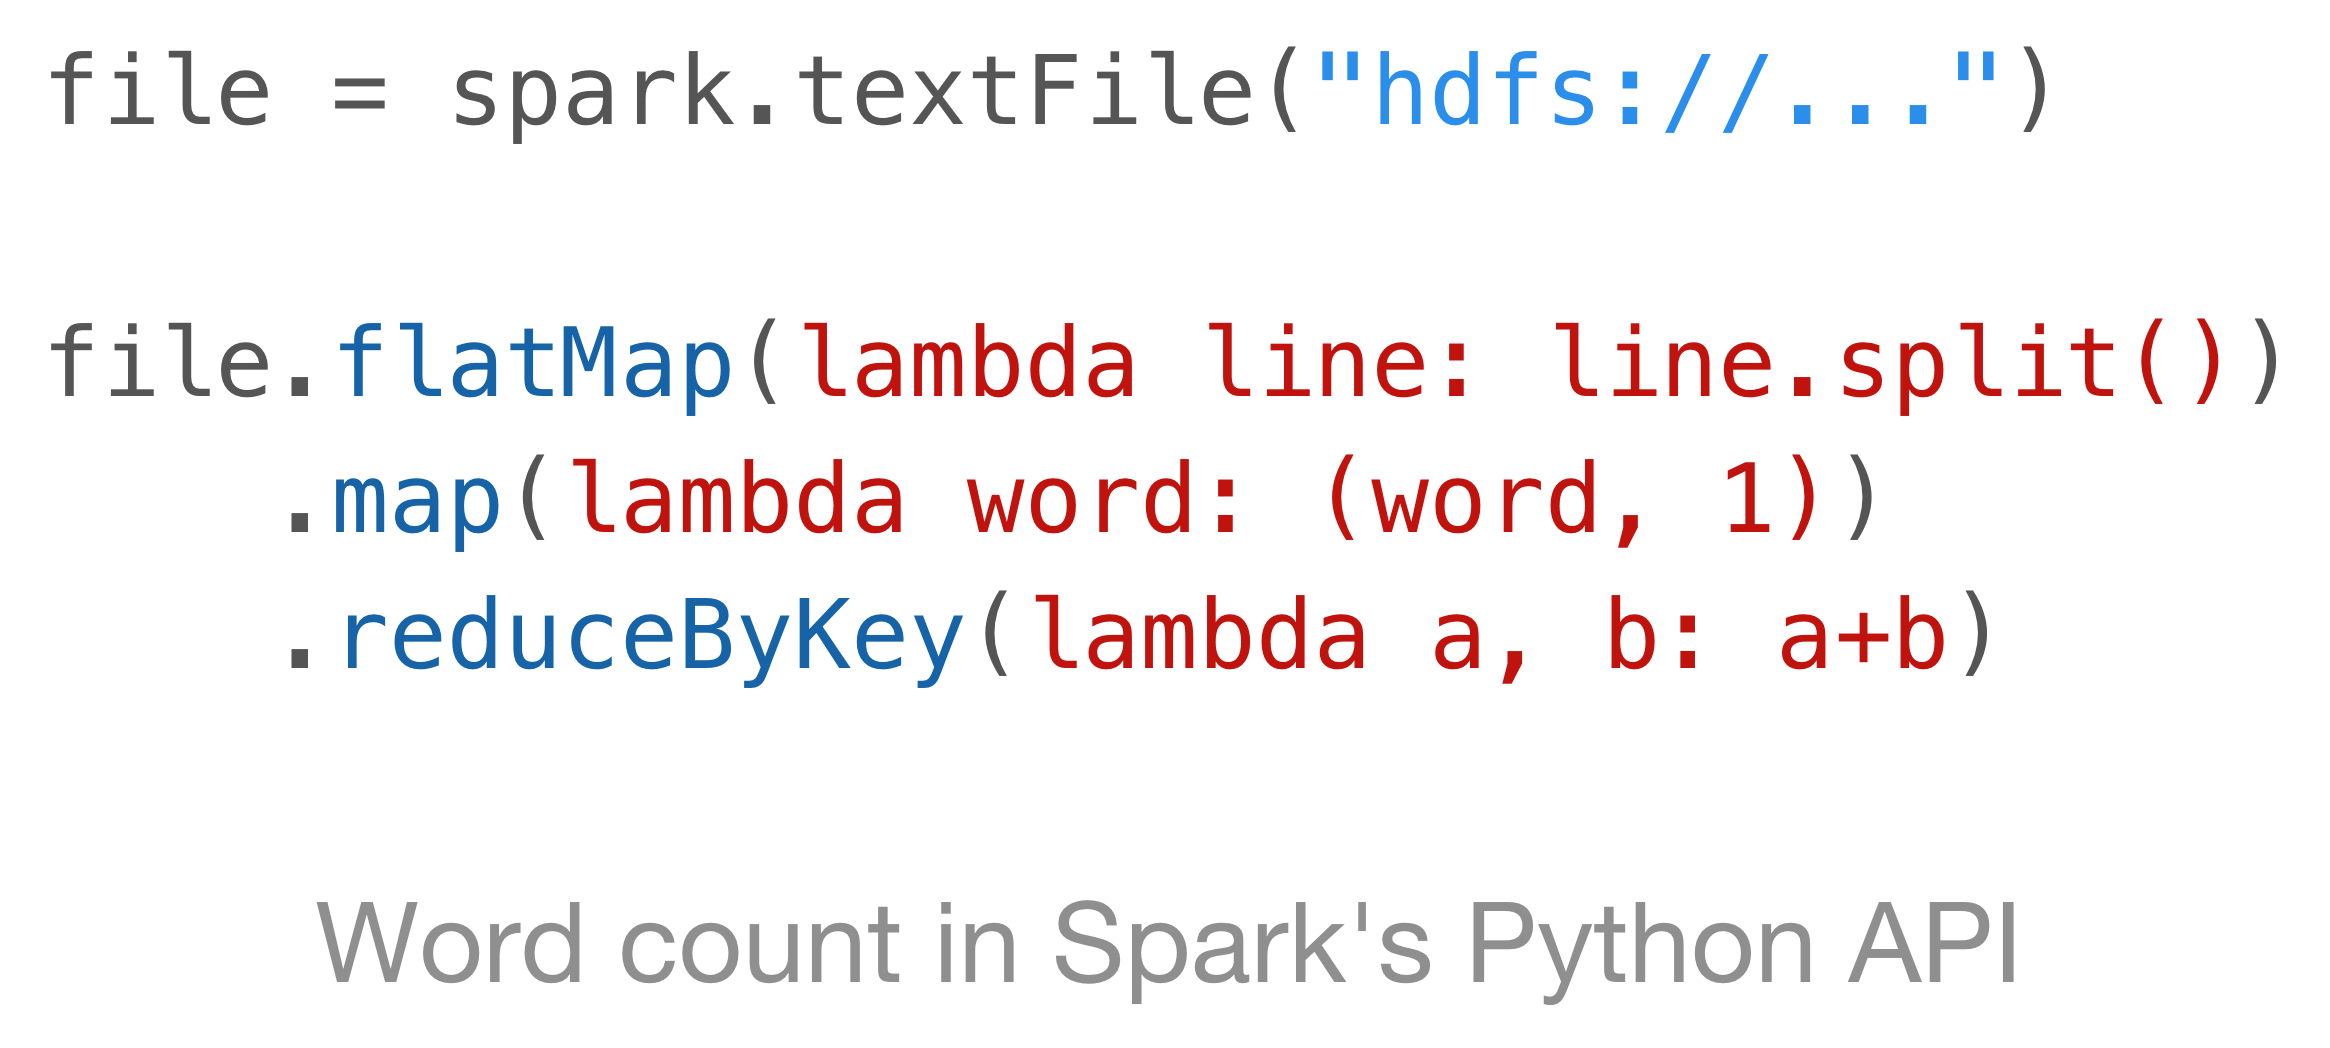 file = spark.textFile("hdfs://...")
file.flatMap(lambda line: line.split())
    .map(lambda word: (word, 1))
    .reduceByKey(lambda a, b: a+b)
Word count in Spark's Python API